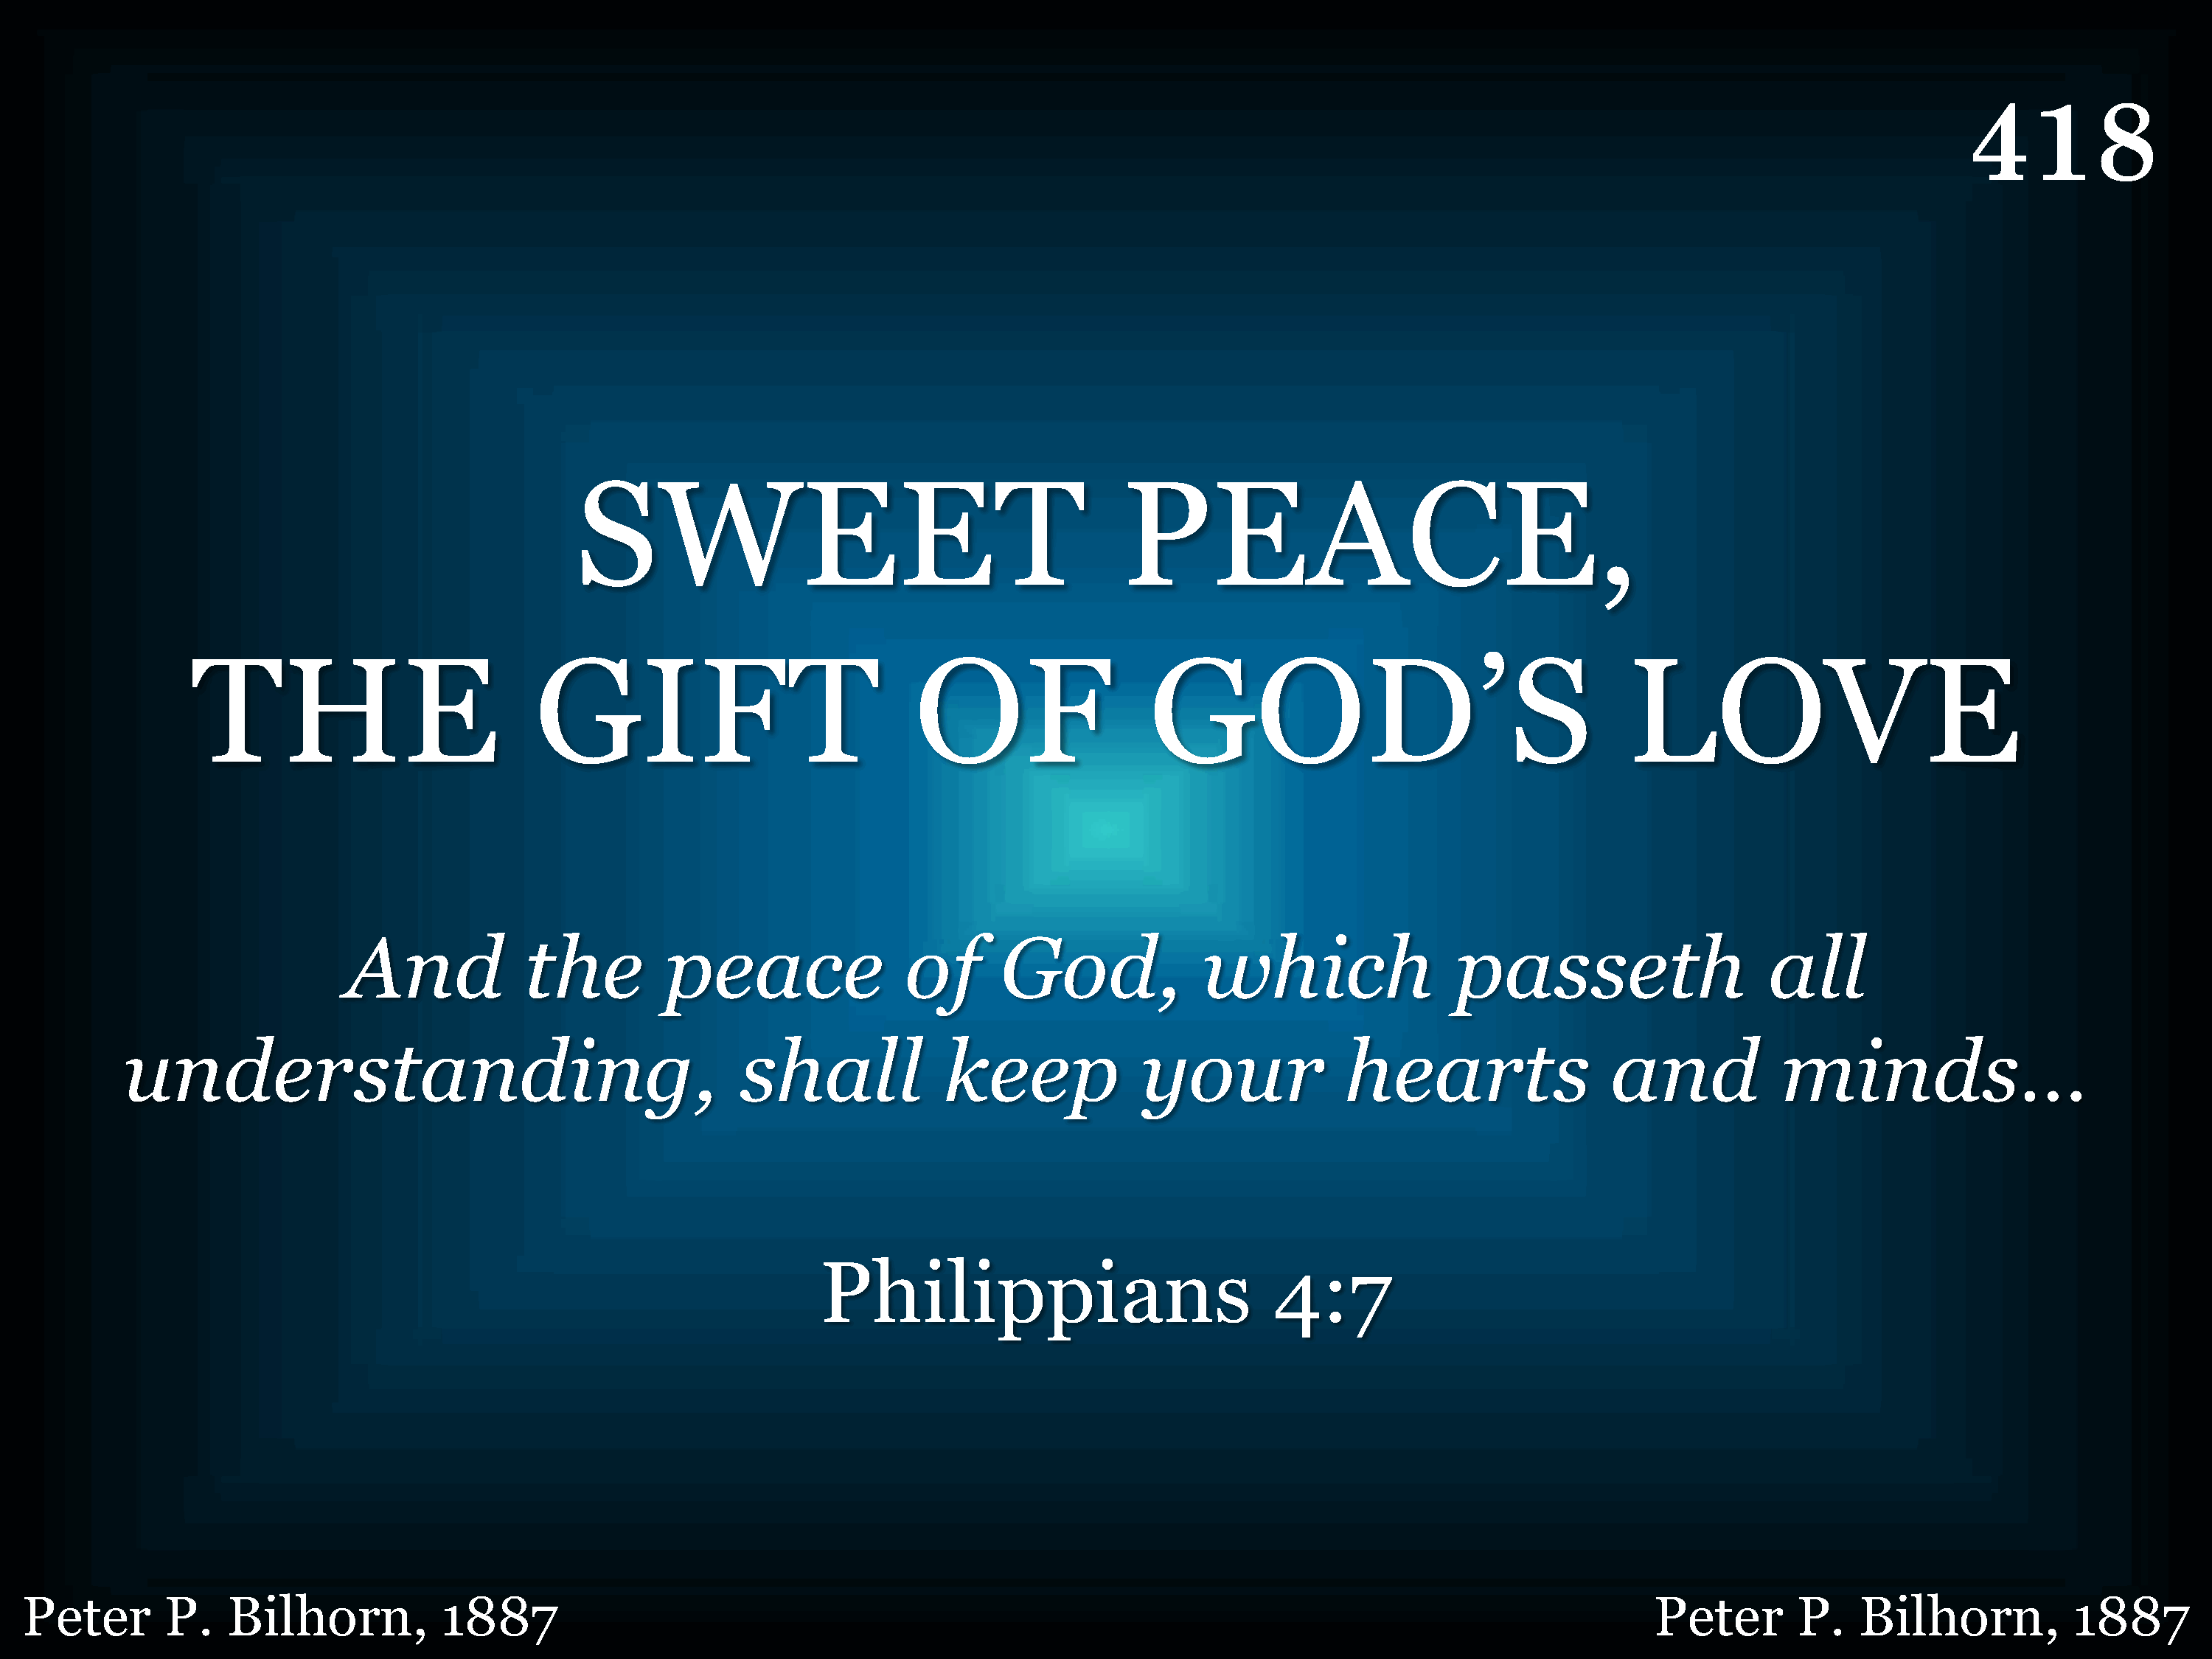 418
SWEET PEACE,
THE GIFT OF GOD’S LOVE
And the peace of God, which passeth all
understanding, shall keep your hearts and minds...
Philippians 4:7
Peter P. Bilhorn, 1887
Peter P. Bilhorn, 1887